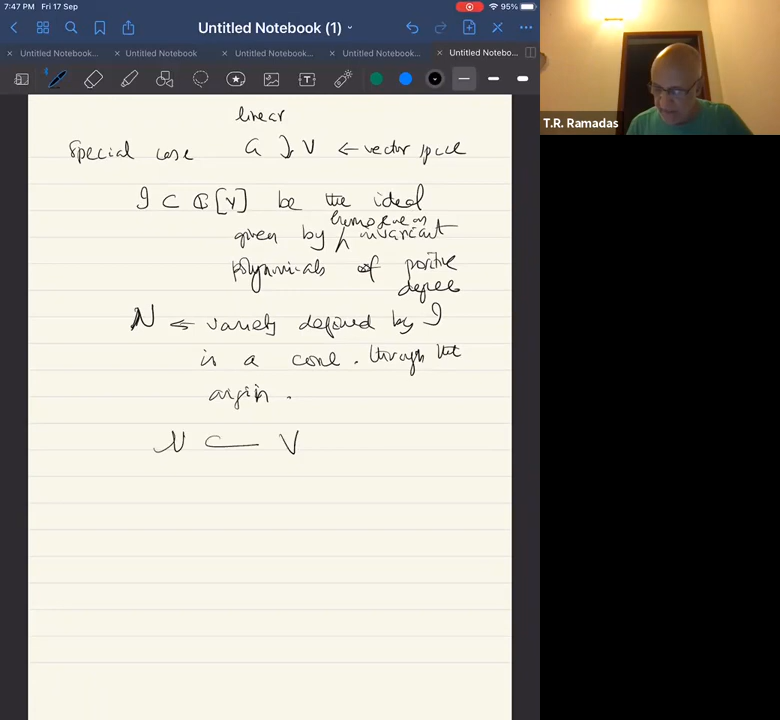 7:47 PM Fri 17 Sep
95%
Untitled Notebook (1)
Untitled Notebook...
Untitled Notebook
Untitled Notebook...
Untitled Notebook...
Untitled Notebo...
T.R. Ramadas
linear
Special case G V ← vector space
I ⊂ C[V] be the ideal
homogeneous
given by invariant
polynomials of positive
degree
N ← variety defined by I
is a cone. through the
origin.
N ⊂ V